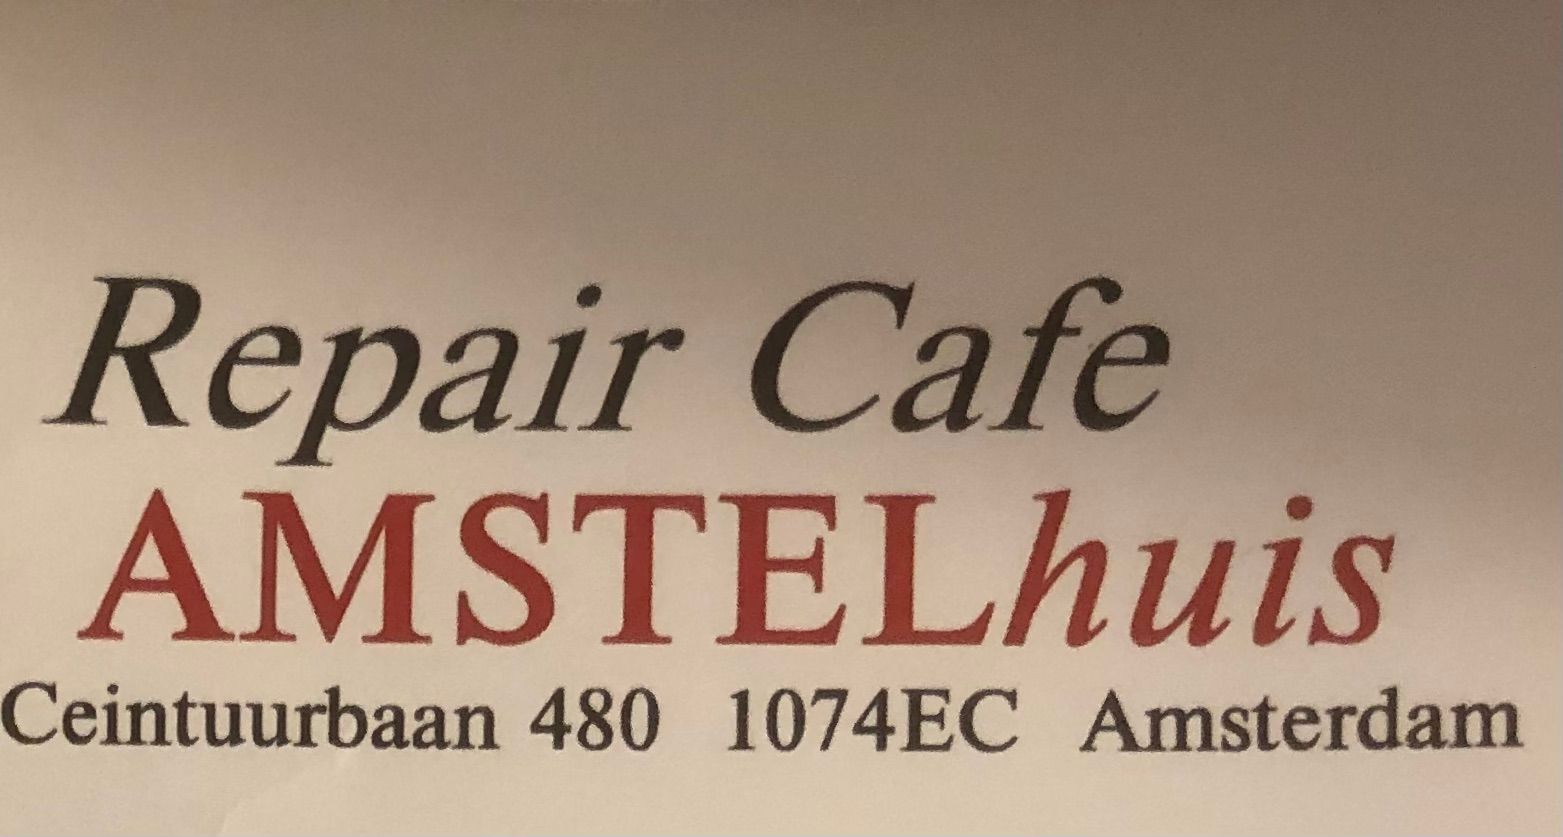 Repair Cafe
AMSTELhuis
Ceintuurbaan 480 1074EC Amsterdam